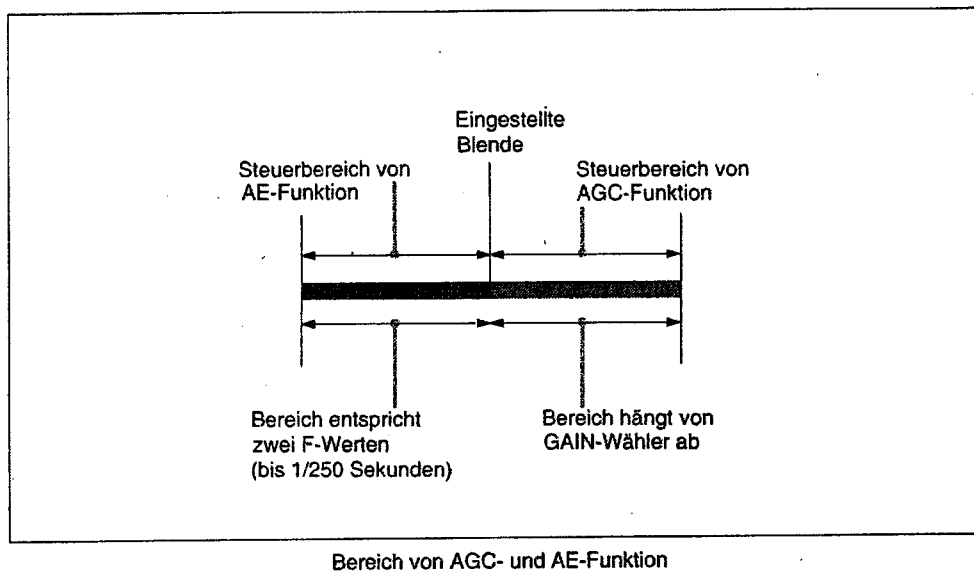 Eingestellte
Blende
Steuerbereich von
AE-Funktion
Steuerbereich von
AGC-Funktion
Bereich entspricht
zwei F-Werten
(bis 1/250 Sekunden)
Bereich hängt von
GAIN-Wähler ab
Bereich von AGC- und AE-Funktion